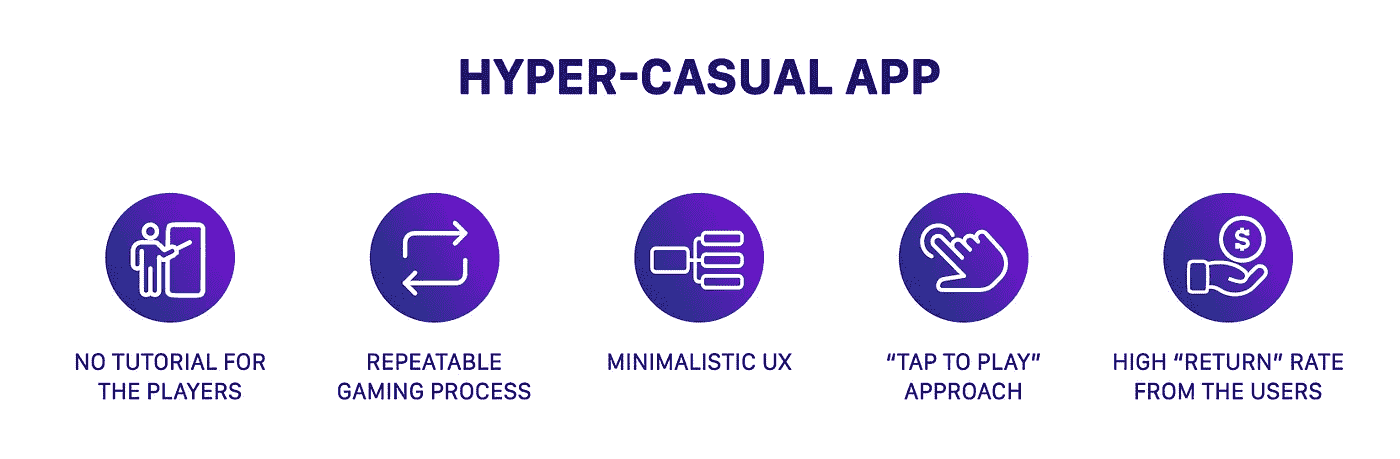 HYPER-CASUAL APP
NO TUTORIAL FOR
THE PLAYERS
REPEATABLE
GAMING PROCESS
MINIMALISTIC UX
“TAP TO PLAY”
APPROACH
$
HIGH “RETURN” RATE
FROM THE USERS